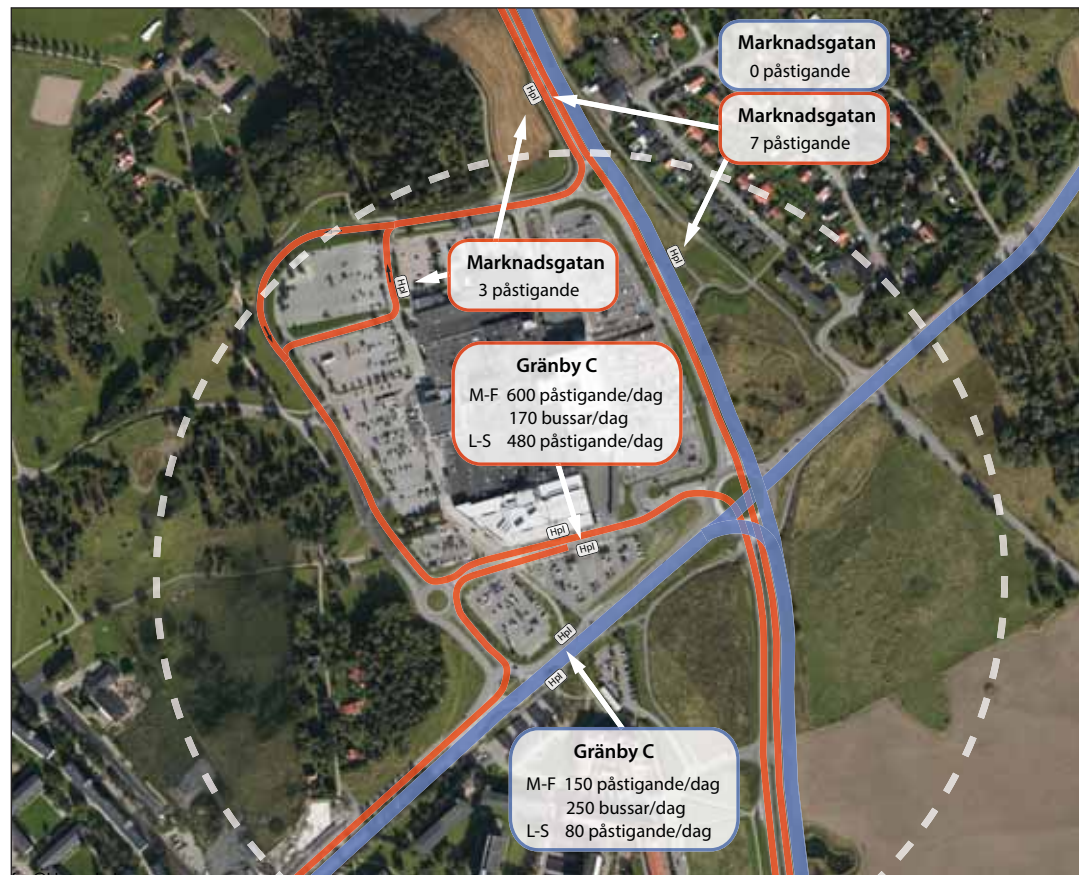 Marknadsgatan
0 påstigande
Marknadsgatan
7 påstigande
Hpl
Hpl
Marknadsgatan
3 påstigande
Hpl
Gränby C
M-F 600 påstigande/dag
170 bussar/dag
L-S 480 påstigande/dag
Hpl
Hpl
Hpl
Hpl
Gränby C
M-F 150 påstigande/dag
250 bussar/dag
L-S 80 påstigande/dag